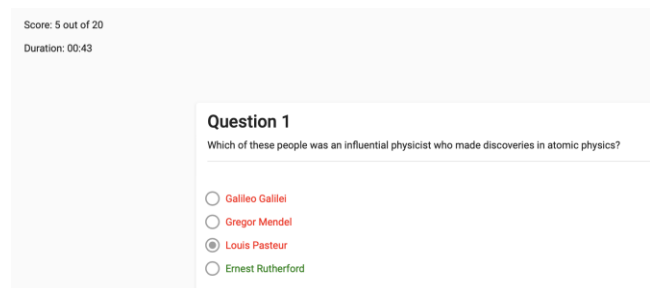 Score: 5 out of 20
Duration: 00:43
Question 1
Which of these people was an influential physicist who made discoveries in atomic physics?
Galileo Galilei
Gregor Mendel
Louis Pasteur
Ernest Rutherford